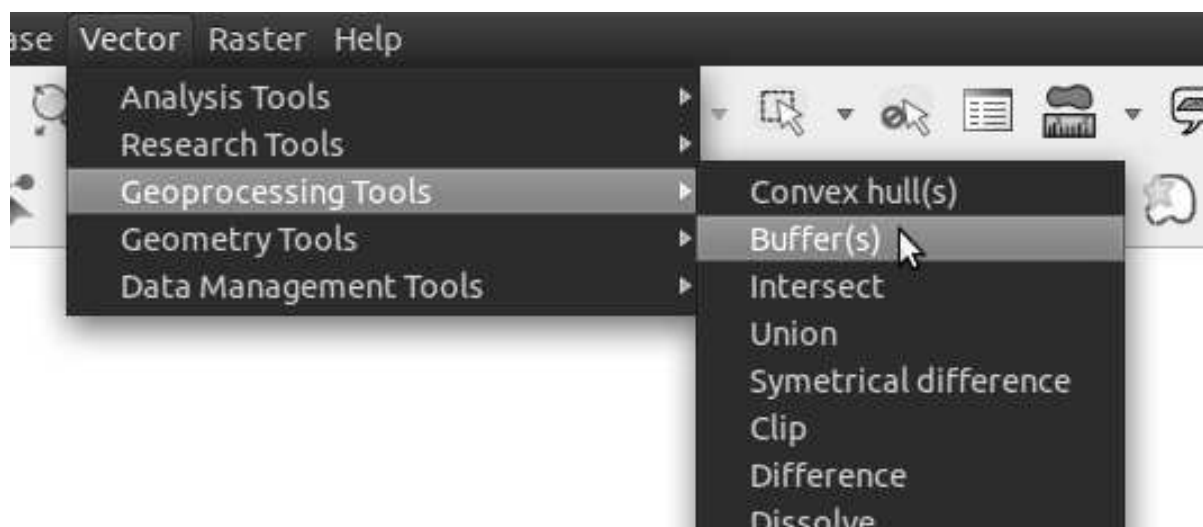 ase Vector Raster Help
Analysis Tools
Research Tools
Geoprocessing Tools
Geometry Tools
Data Management Tools
Convex hull(s)
Buffer(s)
Intersect
Union
Symetrical difference
Clip
Difference
Dissolve